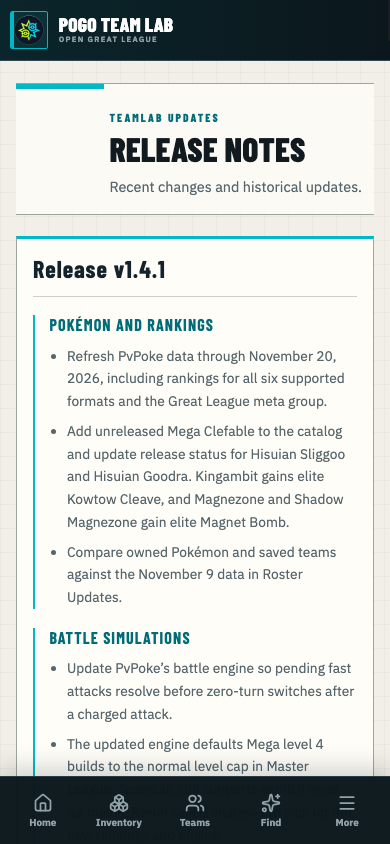 POGO TEAM LAB
OPEN GREAT LEAGUE
TEAMLAB UPDATES
RELEASE NOTES
Recent changes and historical updates.
Release v1.4.1
POKÉMON AND RANKINGS
• Refresh PvPoke data through November 20,
2026, including rankings for all six supported
formats and the Great League meta group.
• Add unreleased Mega Clefable to the catalog
and update release status for Hisuian Sliggoo
and Hisuian Goodra. Kingambit gains elite
Kowtow Cleave, and Magnezone and Shadow
Magnezone gain elite Magnet Bomb.
• Compare owned Pokémon and saved teams
against the November 9 data in Roster
Updates.
BATTLE SIMULATIONS
• Update PvPoke’s battle engine so pending fast
attacks resolve before zero-turn switches after
a charged attack.
• The updated engine defaults Mega level 4
builds to the normal level cap in Master
Home
Inventory
Teams
Find
More